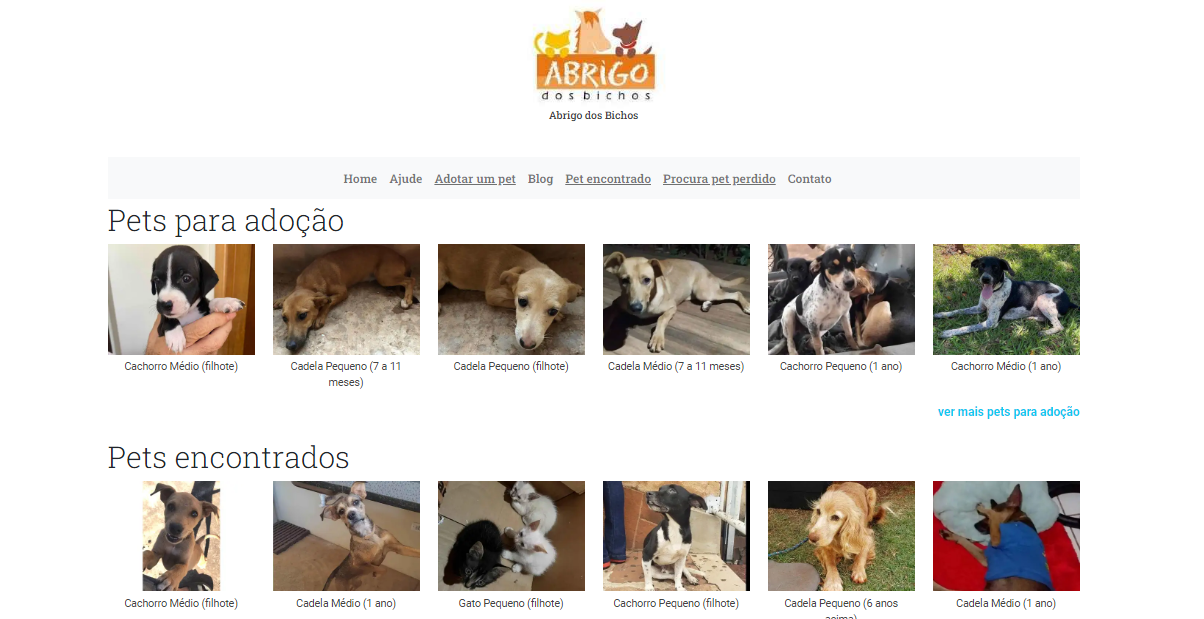 ABRIGO
dosbichos
Abrigo dos Bichos
Home Ajude Adotar um pet Blog Pet encontrado Procura pet perdido Contato
Pets para adoção
Cachorro Médio (filhote)
Cadela Pequeno (7 a 11
meses)
Cadela Pequeno (filhote)
Cadela Médio (7 a 11 meses)
Cachorro Pequeno (1 ano)
Cachorro Médio (1 ano)
ver mais pets para adoção
Pets encontrados
Cachorro Médio (filhote)
Cadela Médio (1 ano)
Gato Pequeno (filhote)
Cachorro Pequeno (filhote)
Cadela Pequeno (6 anos
acima)
Cadela Médio (1 ano)